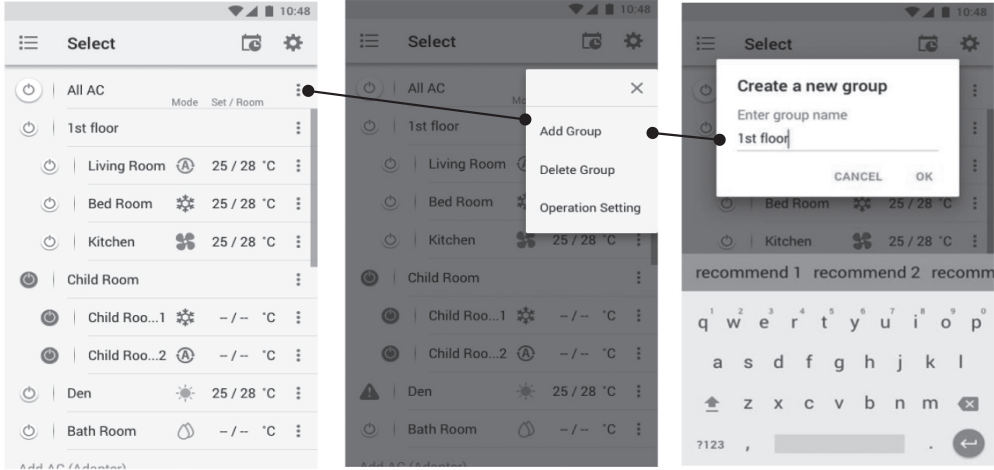 10:48
Select
All AC
Mode Set / Room
1st floor
Living Room A 25 / 28 °C
Bed Room 25 / 28 °C
Kitchen 25 / 28 °C
Child Room
Child Roo...1 -- / -- °C
Child Roo...2 A -- / -- °C
Den 25 / 28 °C
Bath Room -- / -- °C
Add AC (Adapter)
10:48
Select
All AC
1st floor
Living Room
Bed Room
Kitchen 25 / 28 °C
Child Room
Child Roo...1 -- / -- °C
Child Roo...2 A -- / -- °C
Den 25 / 28 °C
Bath Room -- / -- °C
Add AC (Adapter)
Add Group
Delete Group
Operation Setting
10:48
Select
Create a new group
Enter group name
1st floor
CANCEL OK
Bed Room 25 / 28 °C
Kitchen 25 / 28 °C
recommend 1 recommend 2 recomm
q w e r t y u i o p
1 2 3 4 5 6 7 8 9 0
a s d f g h j k l
z x c v b n m
?123 , .